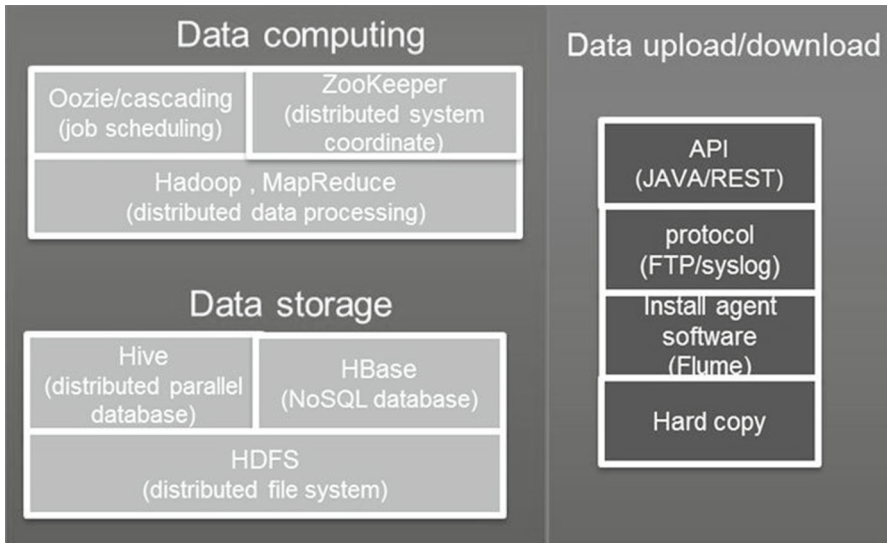 Data computing
Oozie/cascading
(job scheduling)
ZooKeeper
(distributed system
coordinate)
Hadoop , MapReduce
(distributed data processing)
Data storage
Hive
(distributed parallel
database)
HBase
(NoSQL database)
HDFS
(distributed file system)
Data upload/download
API
(JAVA/REST)
protocol
(FTP/syslog)
Install agent
software
(Flume)
Hard copy